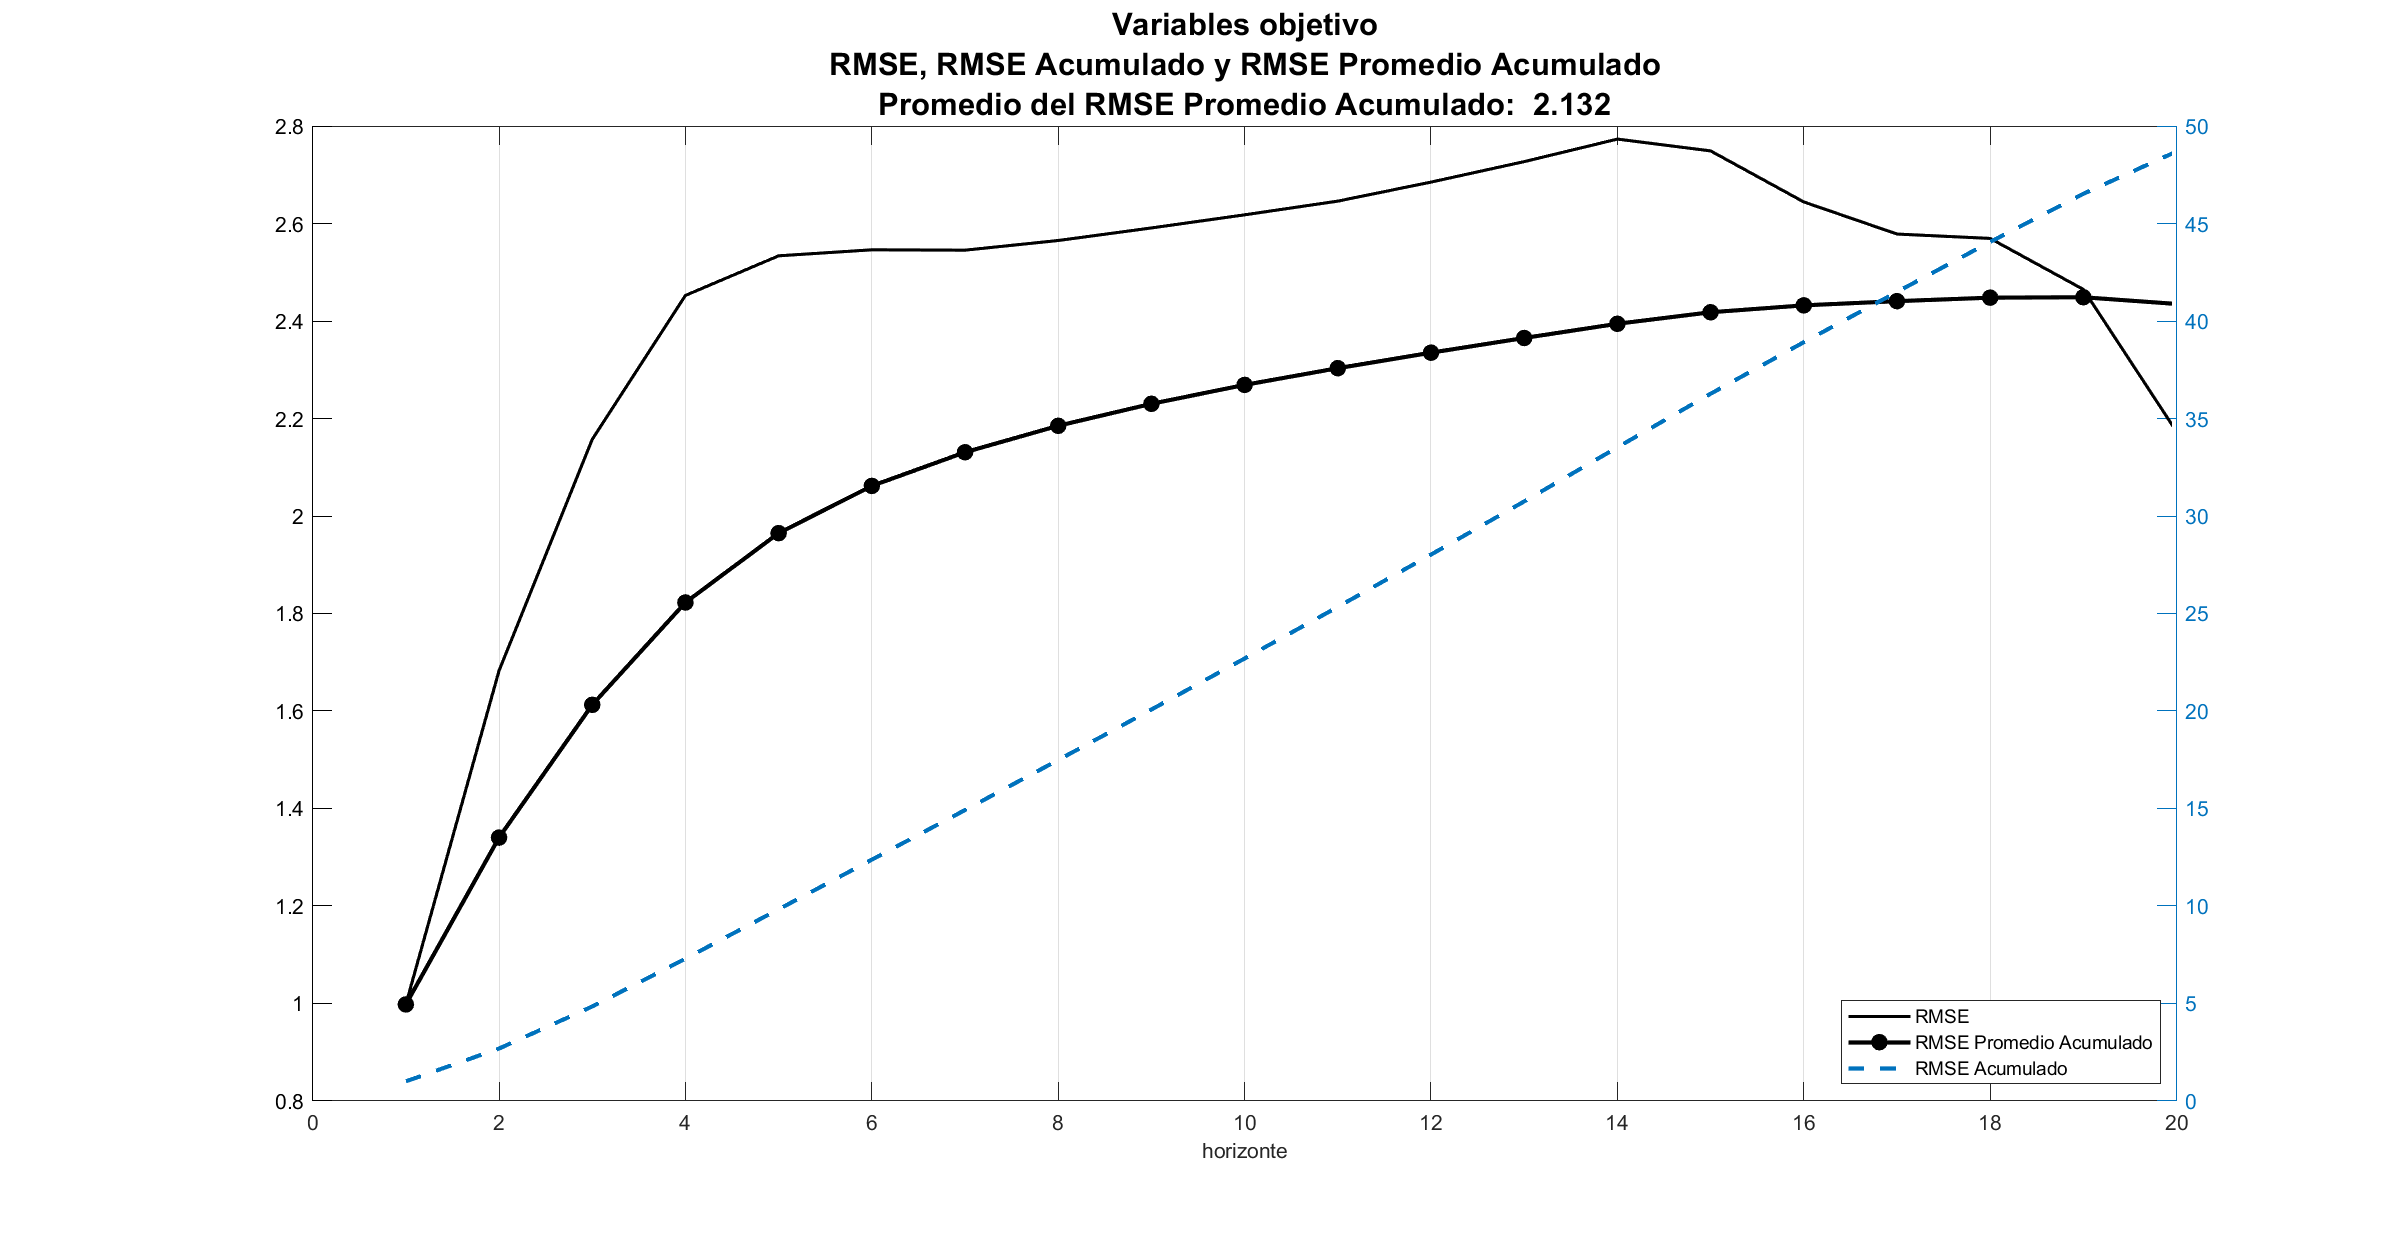 Variables objetivo
RMSE, RMSE Acumulado y RMSE Promedio Acumulado
Promedio del RMSE Promedio Acumulado:  2.132
2.8
2.6
2.4
2.2
2
1.8
1.6
1.4
1.2
1
0.8
50
45
40
35
30
25
20
15
10
5
0
RMSE
RMSE Promedio Acumulado
RMSE Acumulado
0 2 4 6 8 10 12 14 16 18 20
horizonte